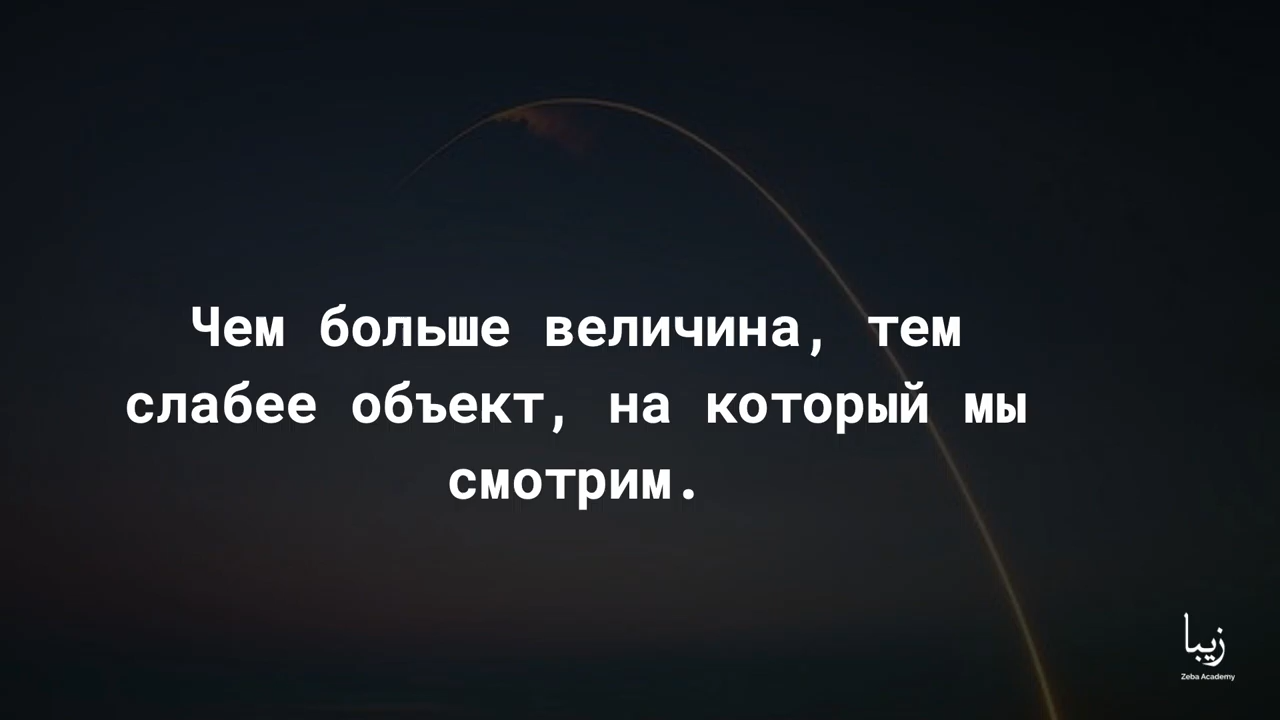 Чем больше величина, тем
слабее объект, на который мы
смотрим.
زيبا
Zeba Academy